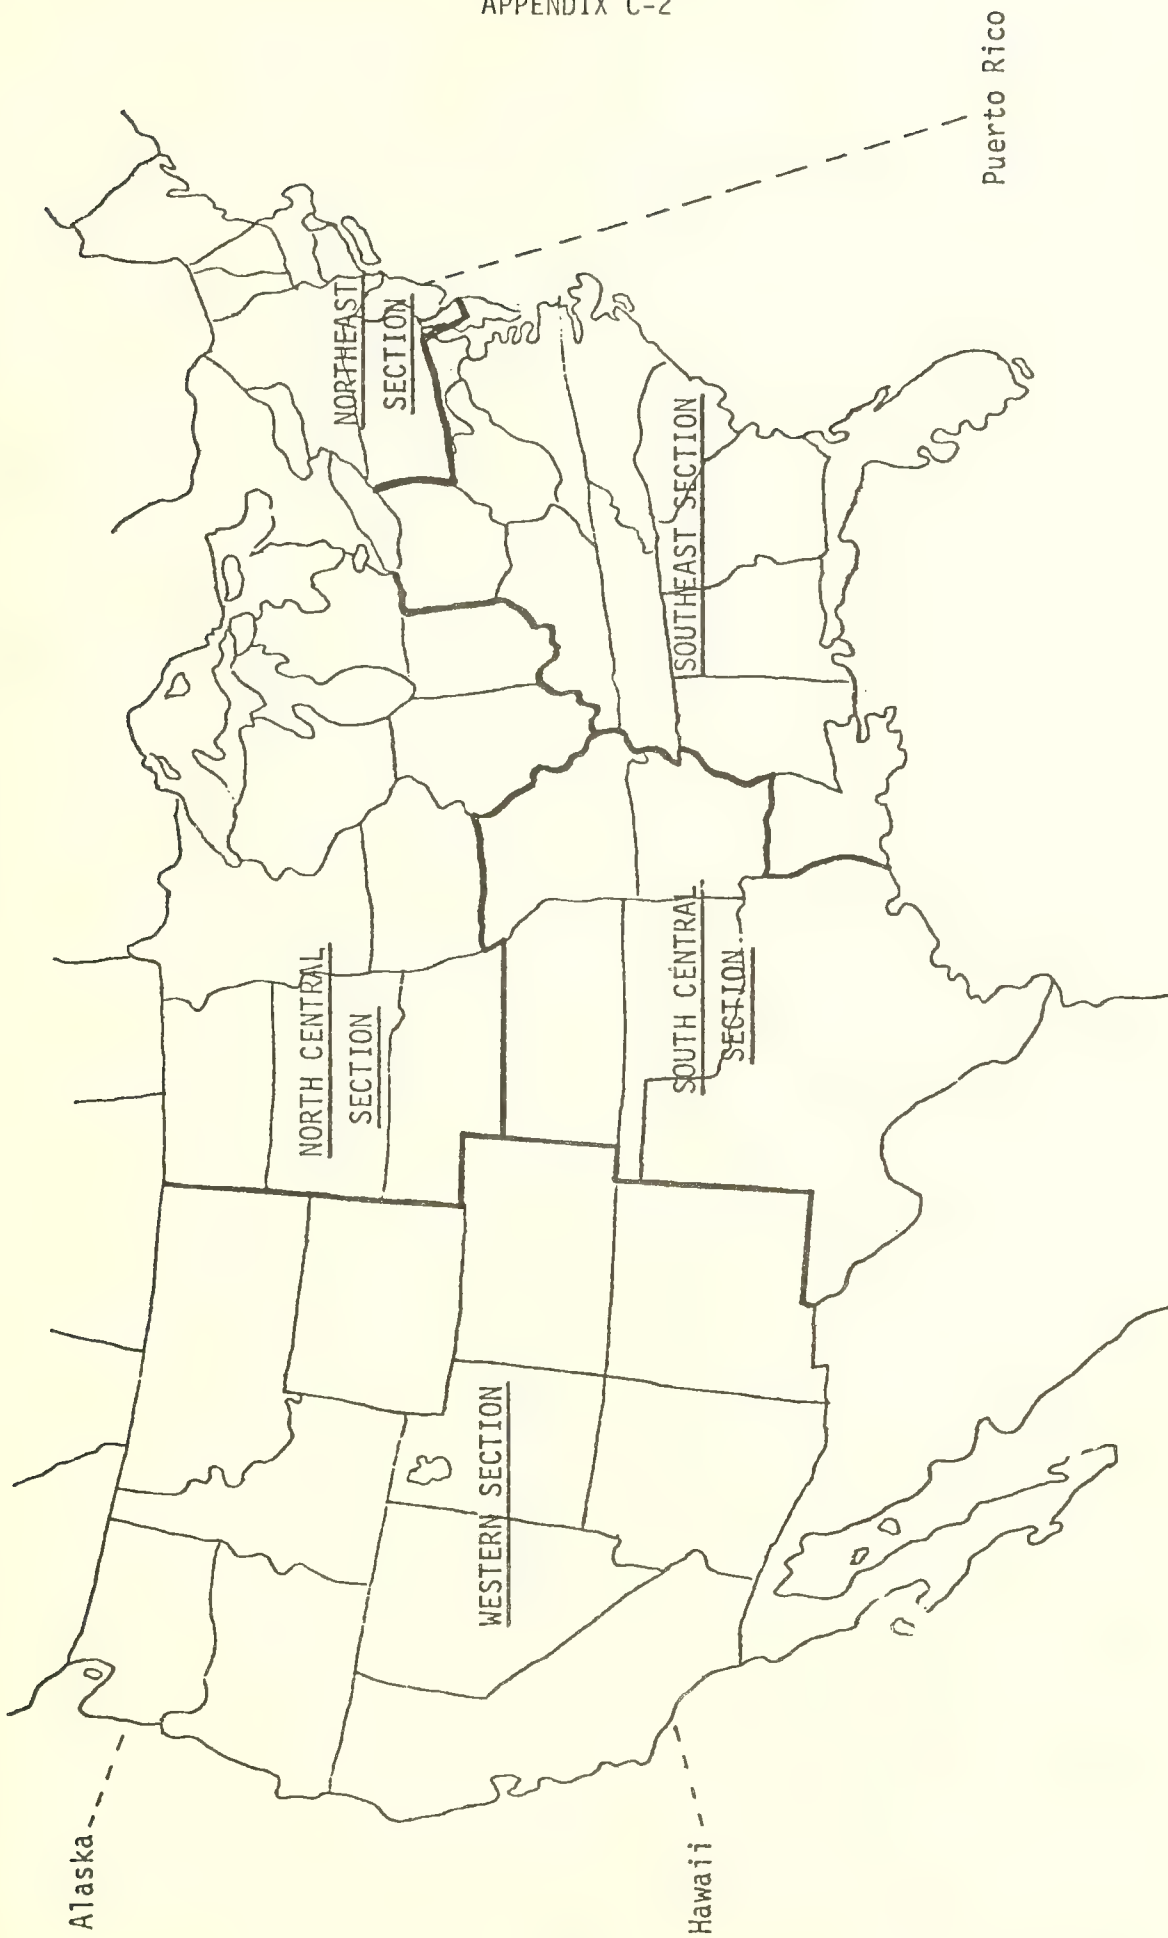 APPENDIX C-2
Alaska
NORTH CENTRAL
SECTION
NORTHEAST
SECTION
WESTERN SECTION
Hawaii
SOUTH CENTRAL
SECTION
SOUTHEAST SECTION
Puerto Rico